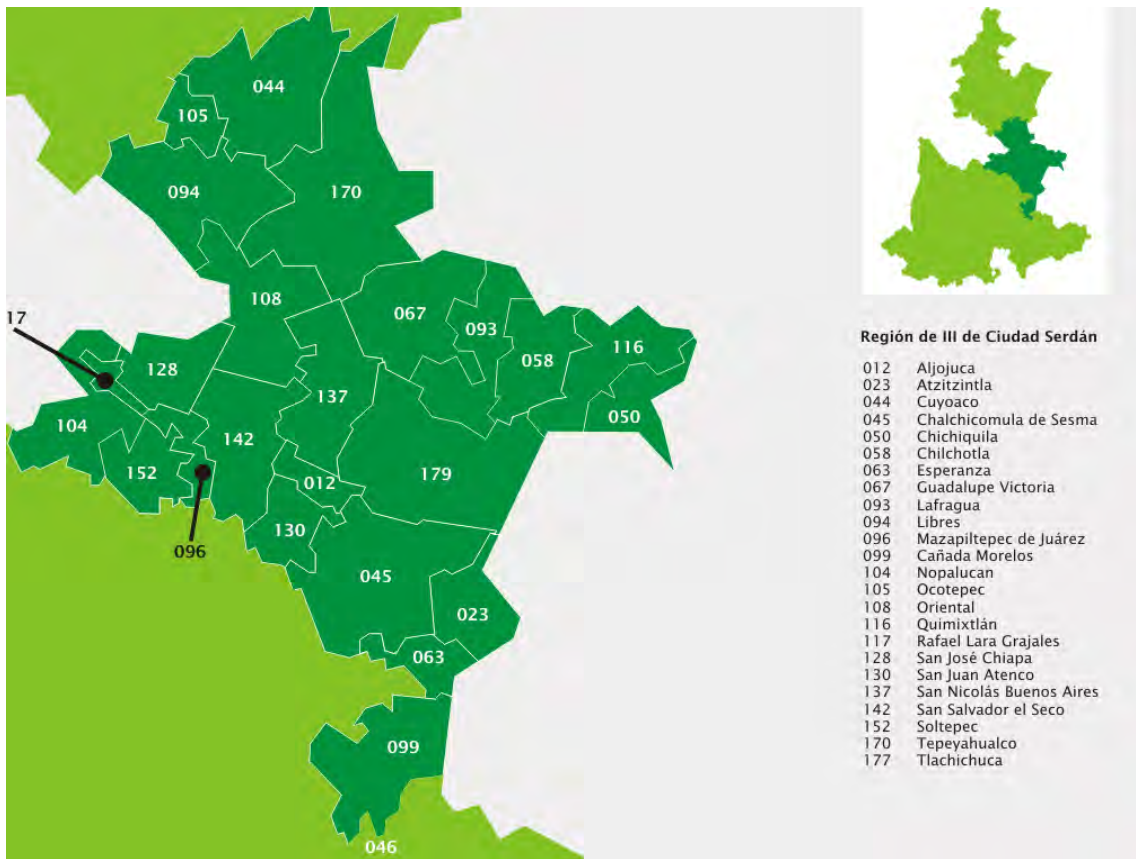 044
105
094
170
108
067
093
058
116
17
128
137
104
142
050
152
012
179
130
096
045
023
063
099
046
Región de III de Ciudad Serdán
012 Aljojuca
023 Atzitzintla
044 Cuyoaco
045 Chalchicomula de Sesma
050 Chichiquila
058 Chilchotla
063 Esperanza
067 Guadalupe Victoria
093 Lafragua
094 Libres
096 Mazapiltepec de Juárez
099 Cañada Morelos
104 Nopalucan
105 Ocotepec
108 Oriental
116 Quimixtlán
117 Rafael Lara Grajales
128 San José Chiapa
130 San Juan Atenco
137 San Nicolás Buenos Aires
142 San Salvador el Seco
152 Soltepec
170 Tepeyahualco
177 Tlachichuca